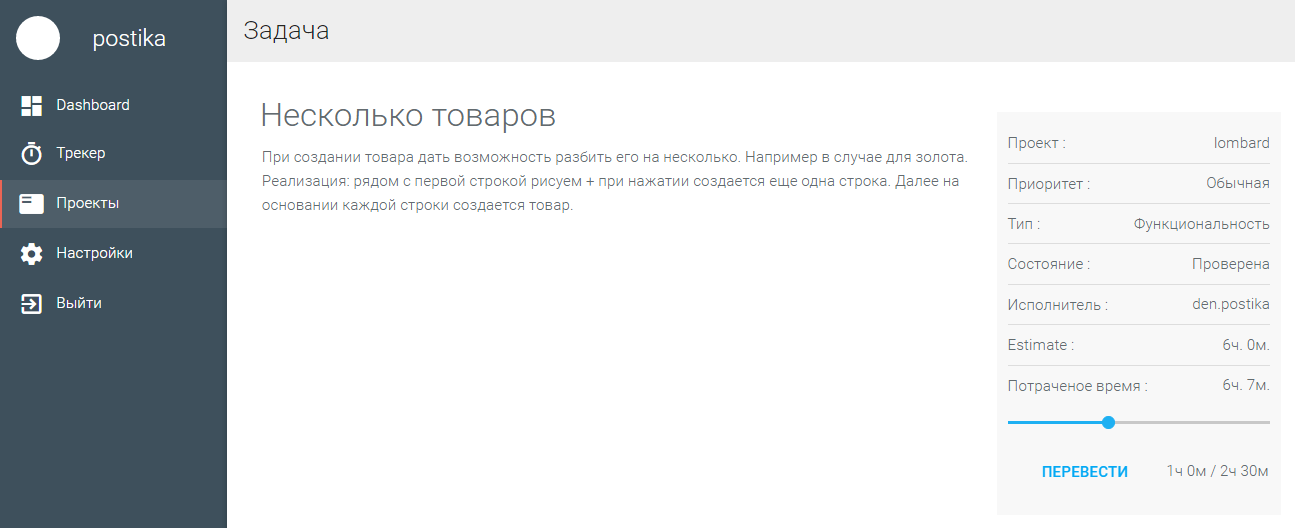 postika
Dashboard
Трекер
Проекты
Настройки
Выйти
Задача
Несколько товаров
При создании товара дать возможность разбить его на несколько. Например в случае для золота.
Реализация: рядом с первой строкой рисуем + при нажатии создается еще одна строка. Далее на
основании каждой строки создается товар.
Проект : lombard
Приоритет : Обычная
Тип : Функциональность
Состояние : Проверена
Исполнитель : den.postika
Estimate : 6ч. 0м.
Потраченое время : 6ч. 7м.
ПЕРЕВЕСТИ 1ч 0м / 2ч 30м